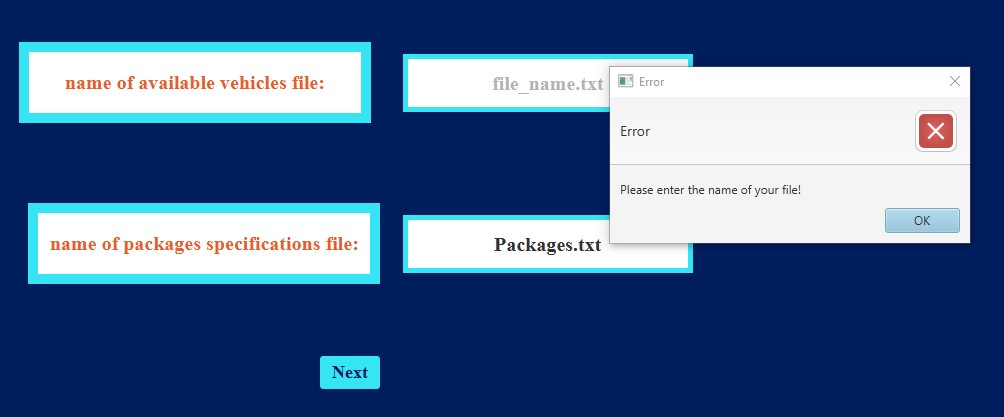 name of available vehicles file:
file_name.txt
Error
Error
Please enter the name of your file!
OK
name of packages specifications file:
Packages.txt
Next